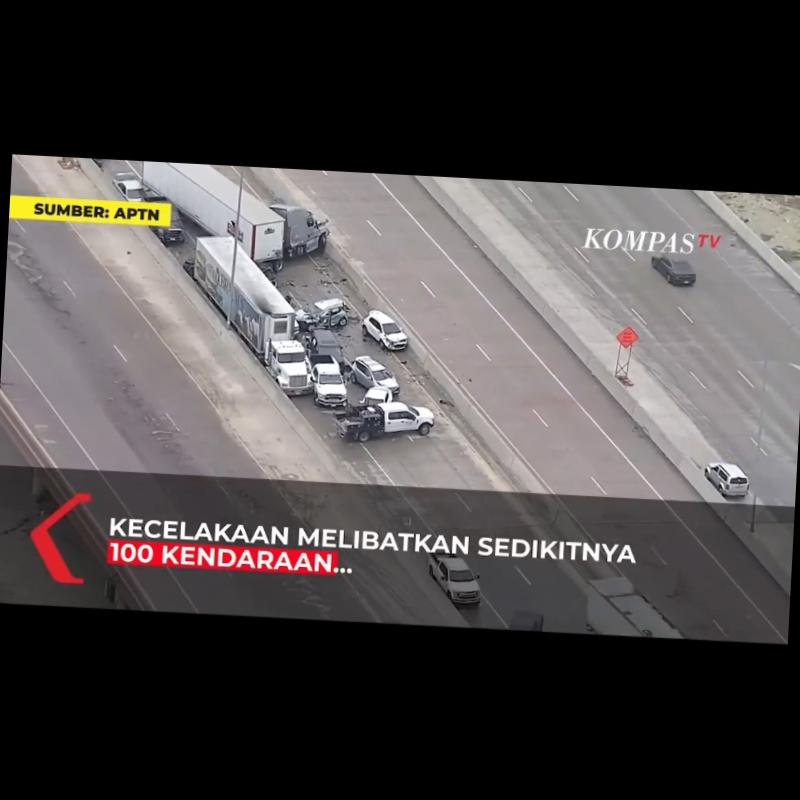 SUMBER: APTN
KOMPAS TV
KECELAKAAN MELIBATKAN SEDIKITNYA
100 KENDARAAN...